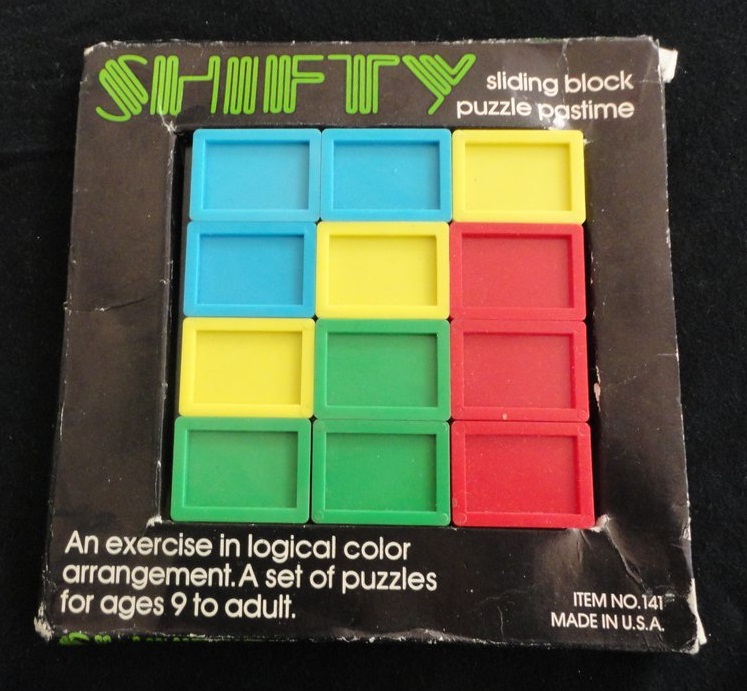 SHIFTY
sliding block
puzzle pastime
An exercise in logical color
arrangement. A set of puzzles
for ages 9 to adult.
ITEM NO. 141
MADE IN U.S.A.